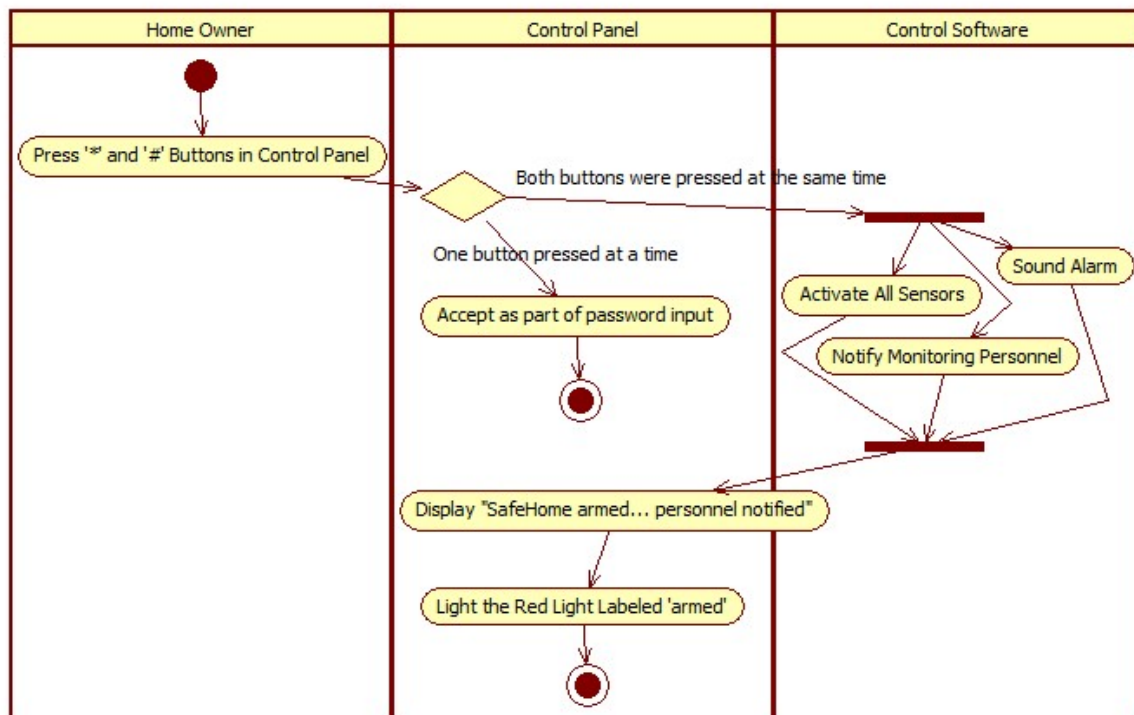 Home Owner
Control Panel
Control Software
Press '*' and '#' Buttons in Control Panel
Both buttons were pressed at the same time
One button pressed at a time
Sound Alarm
Activate All Sensors
Accept as part of password input
Notify Monitoring Personnel
Display "SafeHome armed... personnel notified"
Light the Red Light Labeled 'armed'